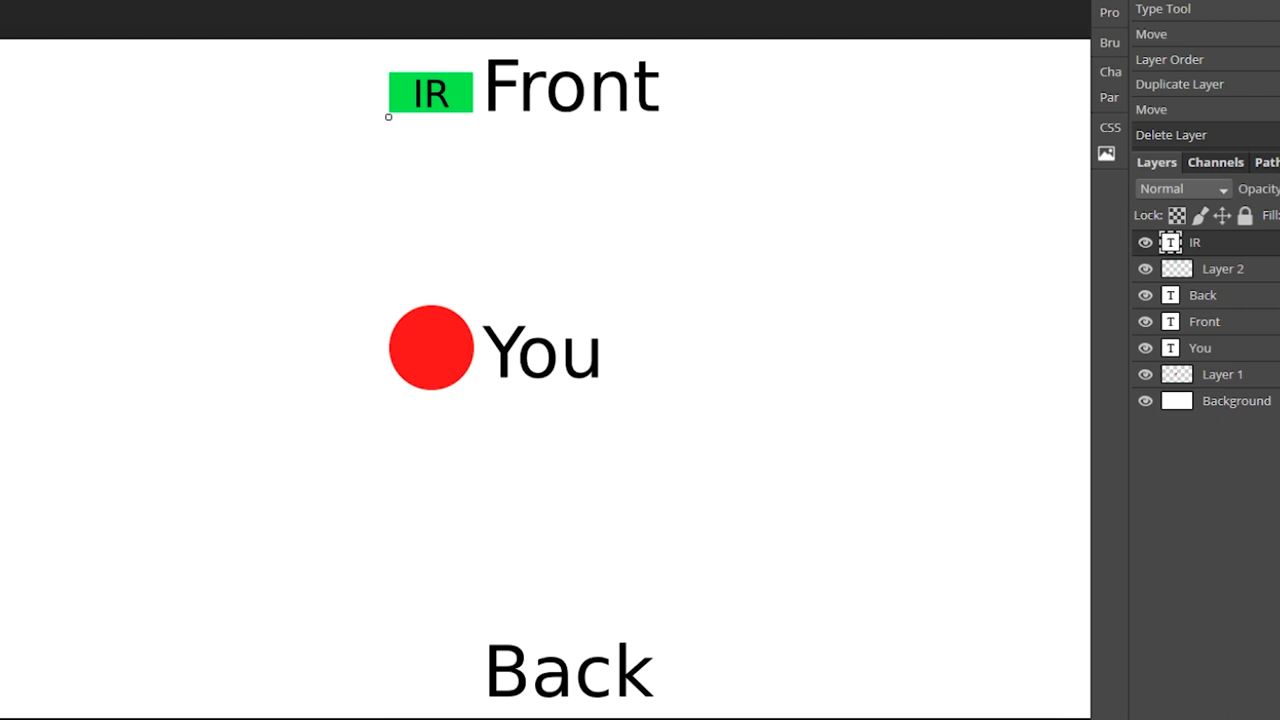 IR Front
You
Back
Pro
Bru
Cha
Par
CSS
Type Tool
Move
Layer Order
Duplicate Layer
Move
Delete Layer
Layers Channels Path
Normal Opacity
Lock: Fill:
T IR
Layer 2
T Back
T Front
T You
Layer 1
Background